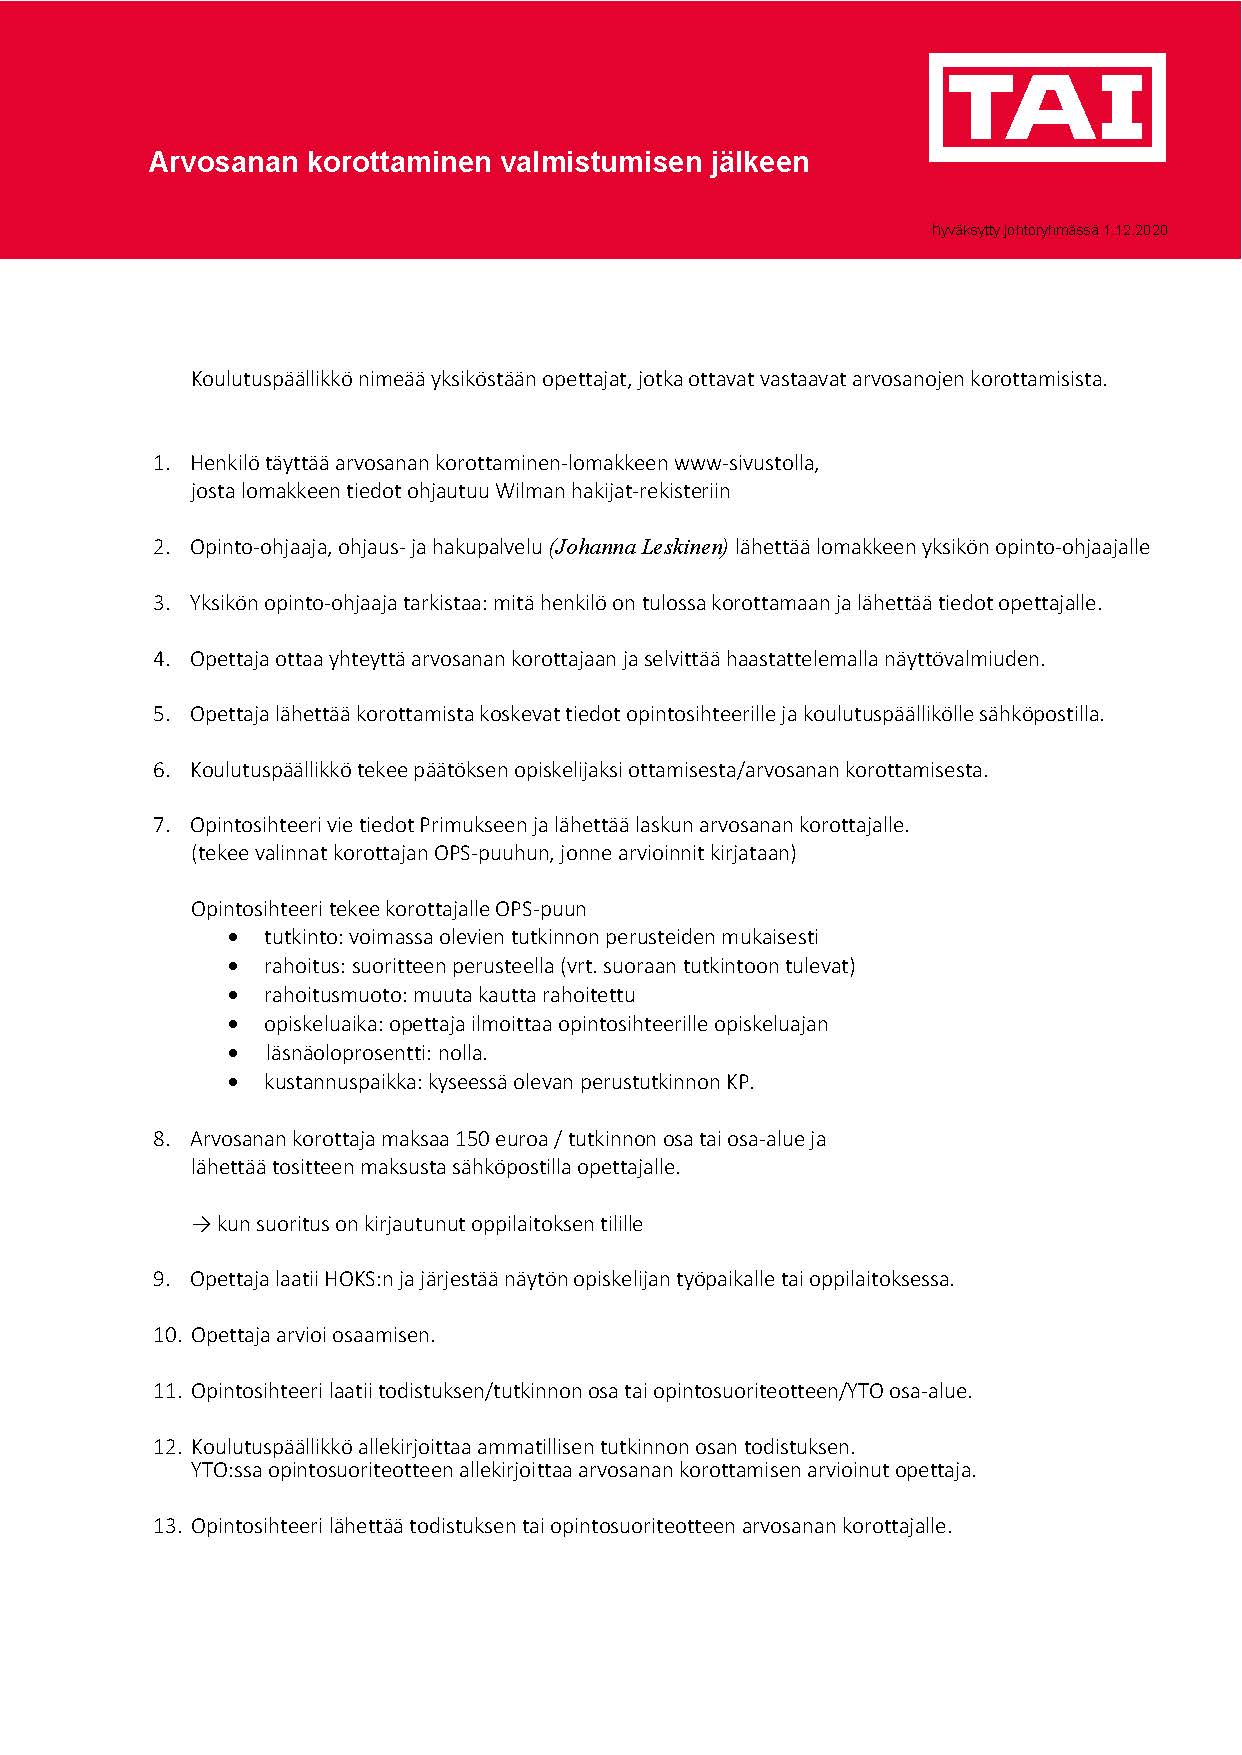 TAI
Arvosanan korottaminen valmistumisen jälkeen
hyväksytty johtoryhmässä 1.12.2020
Koulutuspäällikkö nimeää yksiköstään opettajat, jotka ottavat vastaavat arvosanojen korottamisista.
1. Henkilö täyttää arvosanan korottaminen-lomakkeen www-sivustolla,
josta lomakkeen tiedot ohjautuu Wilman hakijat-rekisteriin
2. Opinto-ohjaaja, ohjaus- ja hakupalvelu (Johanna Leskinen) lähettää lomakkeen yksikön opinto-ohjaajalle
3. Yksikön opinto-ohjaaja tarkistaa: mitä henkilö on tulossa korottamaan ja lähettää tiedot opettajalle.
4. Opettaja ottaa yhteyttä arvosanan korottajaan ja selvittää haastattelemalla näyttövalmiuden.
5. Opettaja lähettää korottamista koskevat tiedot opintosihteerille ja koulutuspäällikölle sähköpostilla.
6. Koulutuspäällikkö tekee päätöksen opiskelijaksi ottamisesta/arvosanan korottamisesta.
7. Opintosihteeri vie tiedot Primukseen ja lähettää laskun arvosanan korottajalle.
(tekee valinnat korottajan OPS-puuhun, jonne arvioinnit kirjataan)
Opintosihteeri tekee korottajalle OPS-puun
• tutkinto: voimassa olevien tutkinnon perusteiden mukaisesti
• rahoitus: suoritteen perusteella (vrt. suoraan tutkintoon tulevat)
• rahoitusmuoto: muuta kautta rahoitettu
• opiskeluaika: opettaja ilmoittaa opintosihteerille opiskeluajan
• läsnäoloprosentti: nolla.
• kustannuspaikka: kyseessä olevan perustutkinnon KP.
8. Arvosanan korottaja maksaa 150 euroa / tutkinnon osa tai osa-alue ja
lähettää tositteen maksusta sähköpostilla opettajalle.
→ kun suoritus on kirjautunut oppilaitoksen tilille
9. Opettaja laatii HOKS:n ja järjestää näytön opiskelijan työpaikalle tai oppilaitoksessa.
10. Opettaja arvioi osaamisen.
11. Opintosihteeri laatii todistuksen/tutkinnon osa tai opintosuoriteotteen/YTO osa-alue.
12. Koulutuspäällikkö allekirjoittaa ammatillisen tutkinnon osan todistuksen.
YTO:ssa opintosuoriteotteen allekirjoittaa arvosanan korottamisen arvioinut opettaja.
13. Opintosihteeri lähettää todistuksen tai opintosuoriteotteen arvosanan korottajalle.